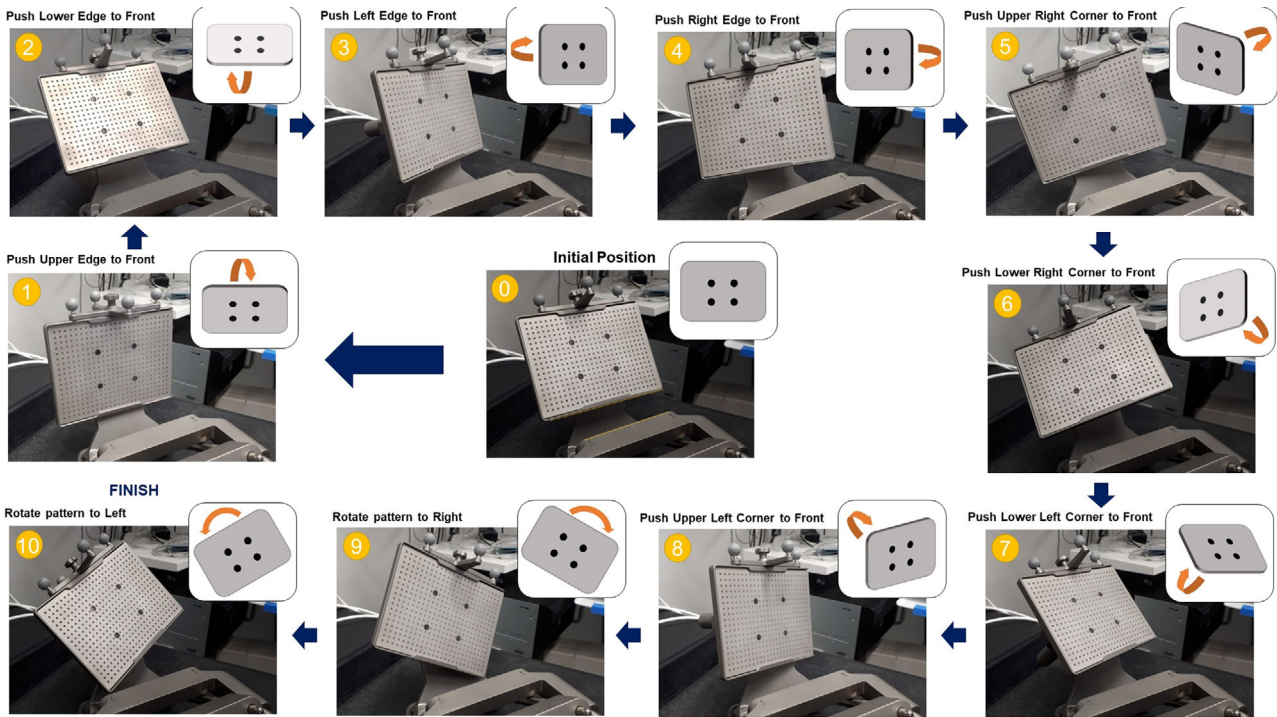 Push Lower Edge to Front
2
Push Left Edge to Front
3
Push Right Edge to Front
4
Push Upper Right Corner to Front
5
Push Upper Edge to Front
1
Initial Position
0
Push Lower Right Corner to Front
6
FINISH
Rotate pattern to Left
10
Rotate pattern to Right
9
Push Upper Left Corner to Front
8
Push Lower Left Corner to Front
7